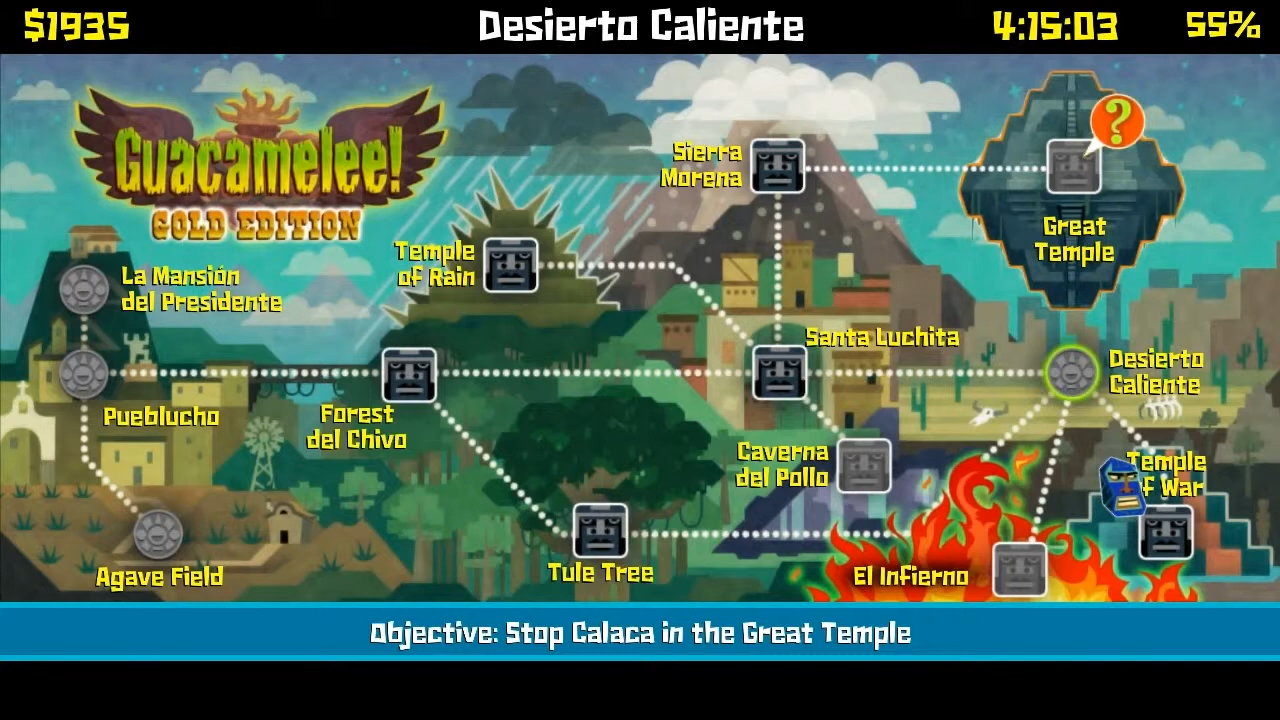 $1935
Desierto Caliente
4:15:03
55%
Guacamelee!
GOLD EDITION
Sierra
Morena
?
Great
Temple
Temple
of Rain
La Mansión
del Presidente
Santa Luchita
Desierto
Caliente
Pueblucho
Forest
del Chivo
Caverna
del Pollo
Temple
f War
Agave Field
Tule Tree
El Infierno
Objective: Stop Calaca in the Great Temple